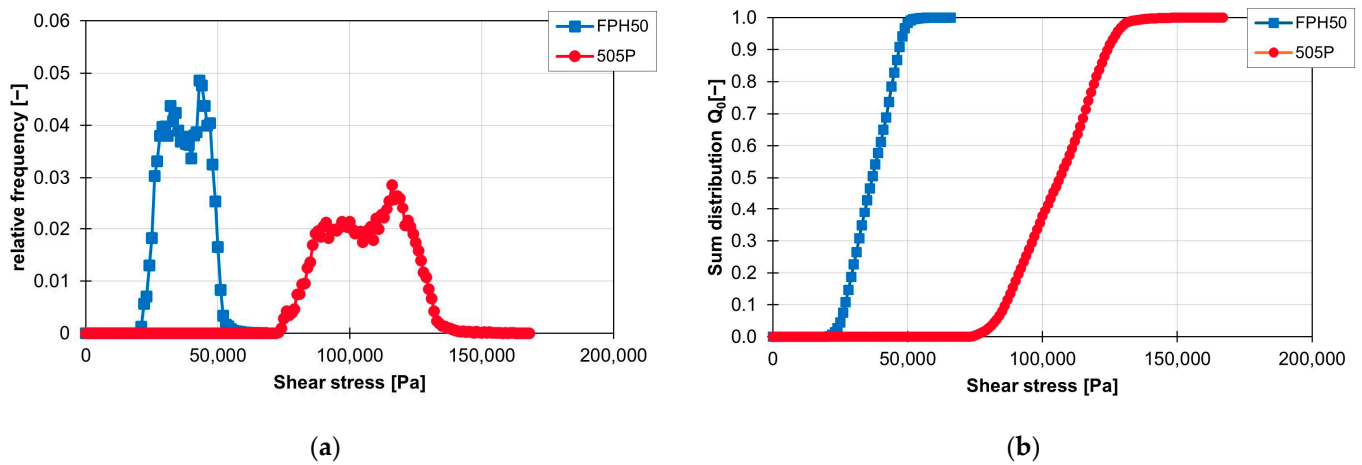 0.06
0.05
0.04
0.03
0.02
0.01
0
relative frequency [−]
0
50,000
100,000
150,000
200,000
Shear stress [Pa]
FPH50
505P
(a)
1.0
0.9
0.8
0.7
0.6
0.5
0.4
0.3
0.2
0.1
0.0
Sum distribution Q₀[−]
0
50,000
100,000
150,000
200,000
Shear stress [Pa]
FPH50
505P
(b)